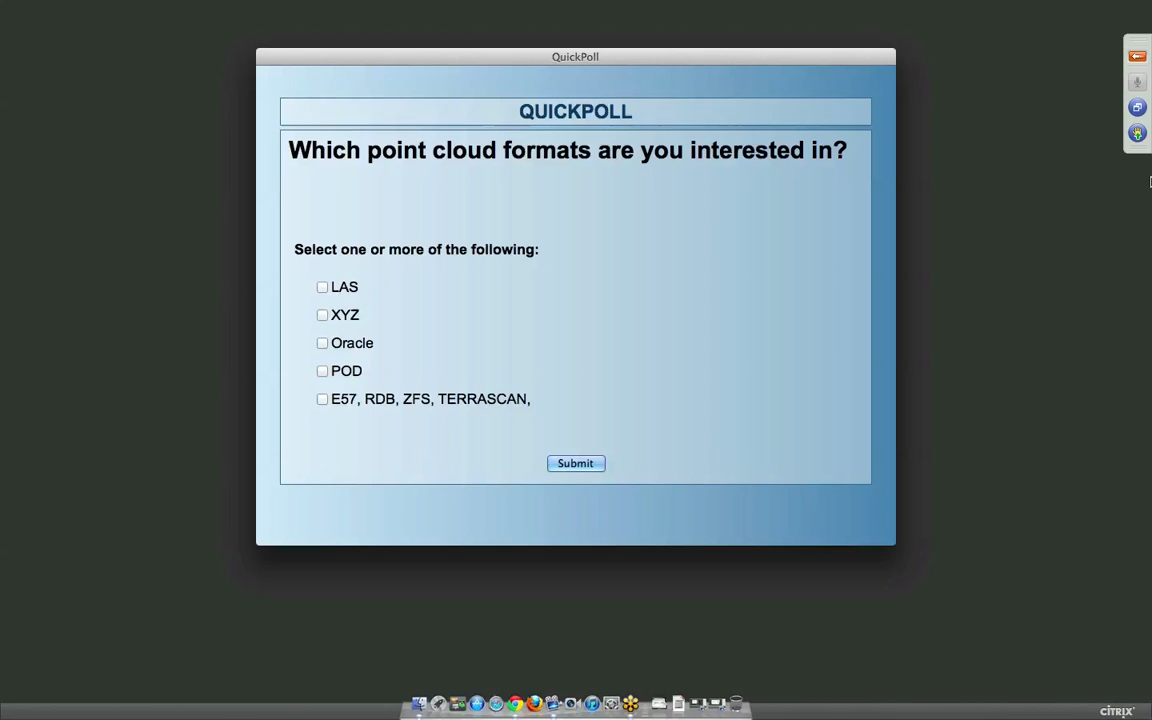 QuickPoll
QUICKPOLL
Which point cloud formats are you interested in?
Select one or more of the following:
LAS
XYZ
Oracle
POD
E57, RDB, ZFS, TERRASCAN,
Submit
CITRIX